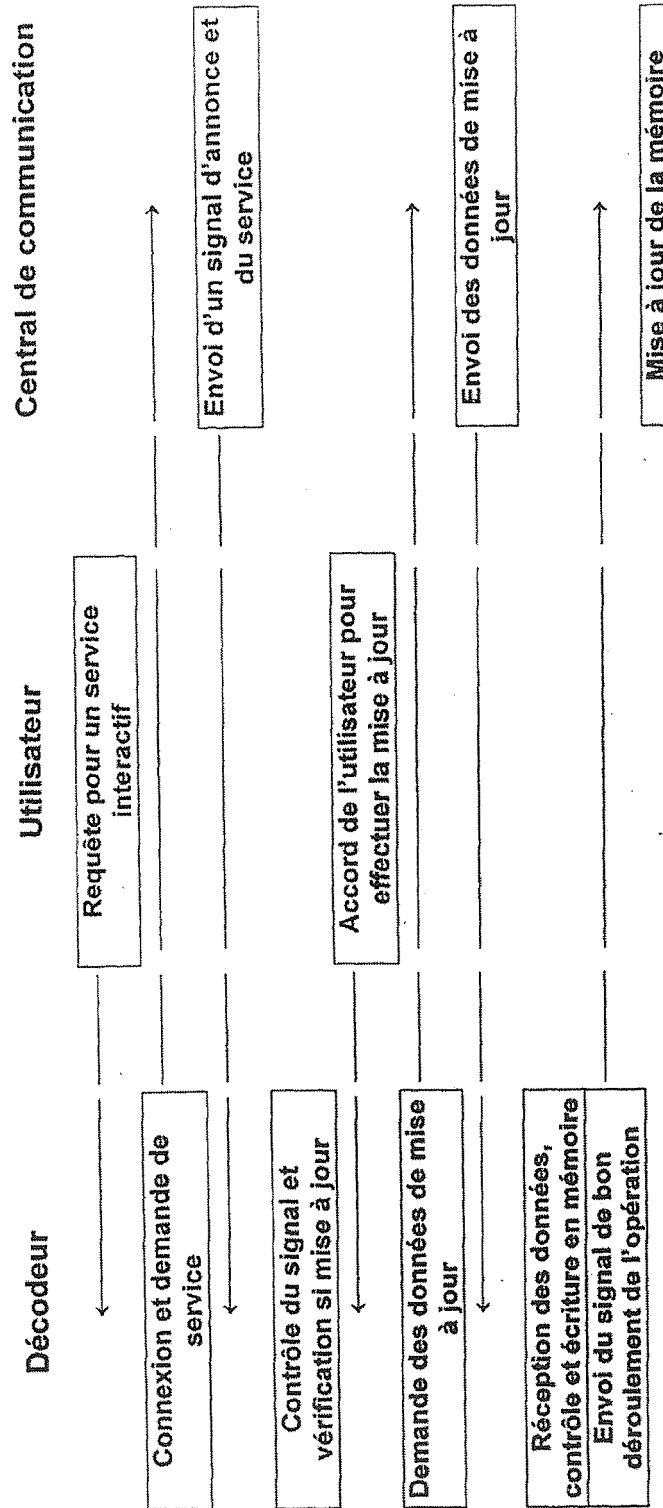 Décodeur
Utilisateur
Central de communication
Requête pour un service
interactif
Connexion et demande de
service
Envoi d'un signal d'annonce et
du service
Contrôle du signal et
vérification si mise à jour
Accord de l'utilisateur pour
effectuer la mise à jour
Demande des données de mise
à jour
Envoi des données de mise à
jour
Réception des données,
contrôle et écriture en mémoire
Envoi du signal de bon
déroulement de l'opération
Mise à jour de la mémoire